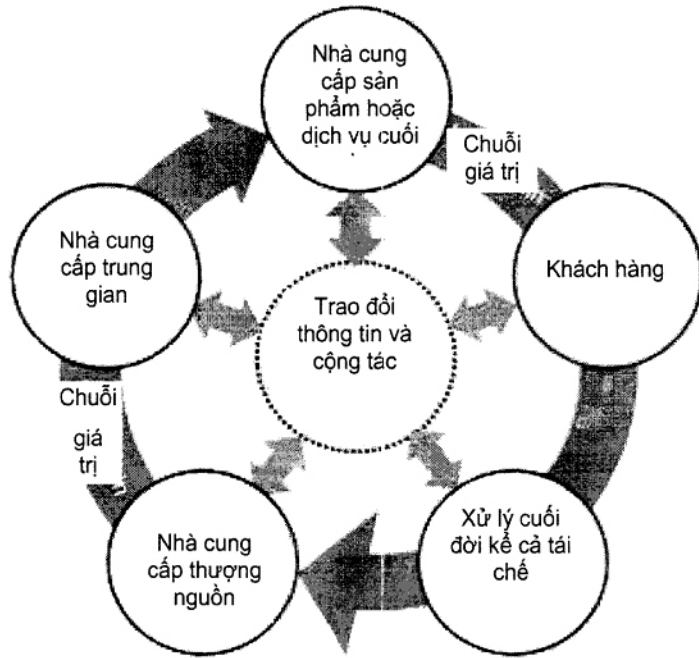 Nhà cung
cấp sản
phẩm hoặc
dịch vụ cuối
Chuỗi
giá trị
Nhà cung
cấp trung
gian
Khách hàng
Trao đổi
thông tin và
cộng tác
Chuỗi
giá
trị
Nhà cung
cấp thượng
nguồn
Xử lý cuối
đời kể cả tái
chế